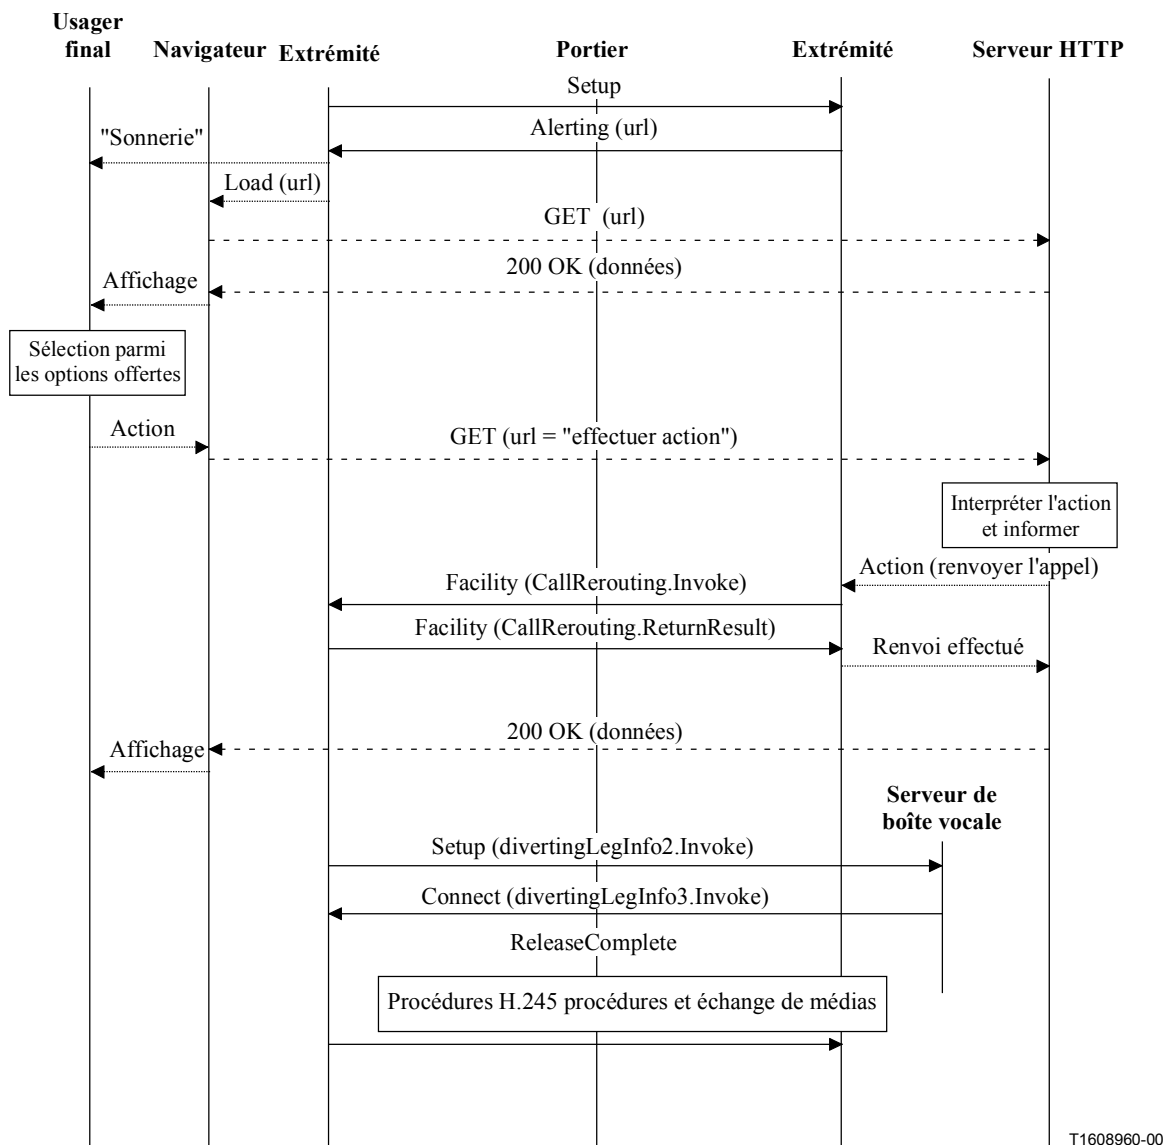 Usager
final
Navigateur
Extrémité
Portier
Extrémité
Serveur HTTP
Setup
Alerting (url)
"Sonnerie"
Load (url)
GET (url)
200 OK (données)
Affichage
Sélection parmi
les options offertes
Action
GET (url = "effectuer action")
Interpréter l'action
et informer
Action (renvoyer l'appel)
Facility (CallRerouting.Invoke)
Facility (CallRerouting.ReturnResult)
Renvoi effectué
200 OK (données)
Affichage
Serveur de
boîte vocale
Setup (divertingLegInfo2.Invoke)
Connect (divertingLegInfo3.Invoke)
ReleaseComplete
Procédures H.245 procédures et échange de médias
T1608960-00